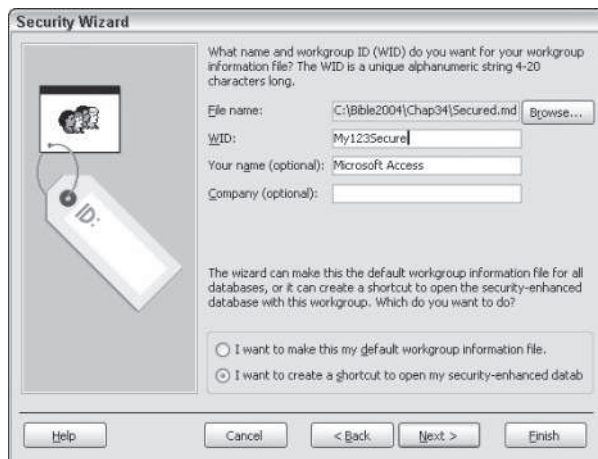 Security Wizard
What name and workgroup ID (WID) do you want for your workgroup
information file? The WID is a unique alphanumeric string 4-20
characters long.
File name: C:\Bible2004\Chap34\Secured.md Browse...
WID: My123Secure
Your name (optional): Microsoft Access
Company (optional):
ID:
The wizard can make this the default workgroup information file for all
databases, or it can create a shortcut to open the security-enhanced
database with this workgroup. Which do you want to do?
I want to make this my default workgroup information file.
I want to create a shortcut to open my security-enhanced datab
Help Cancel < Back Next > Finish